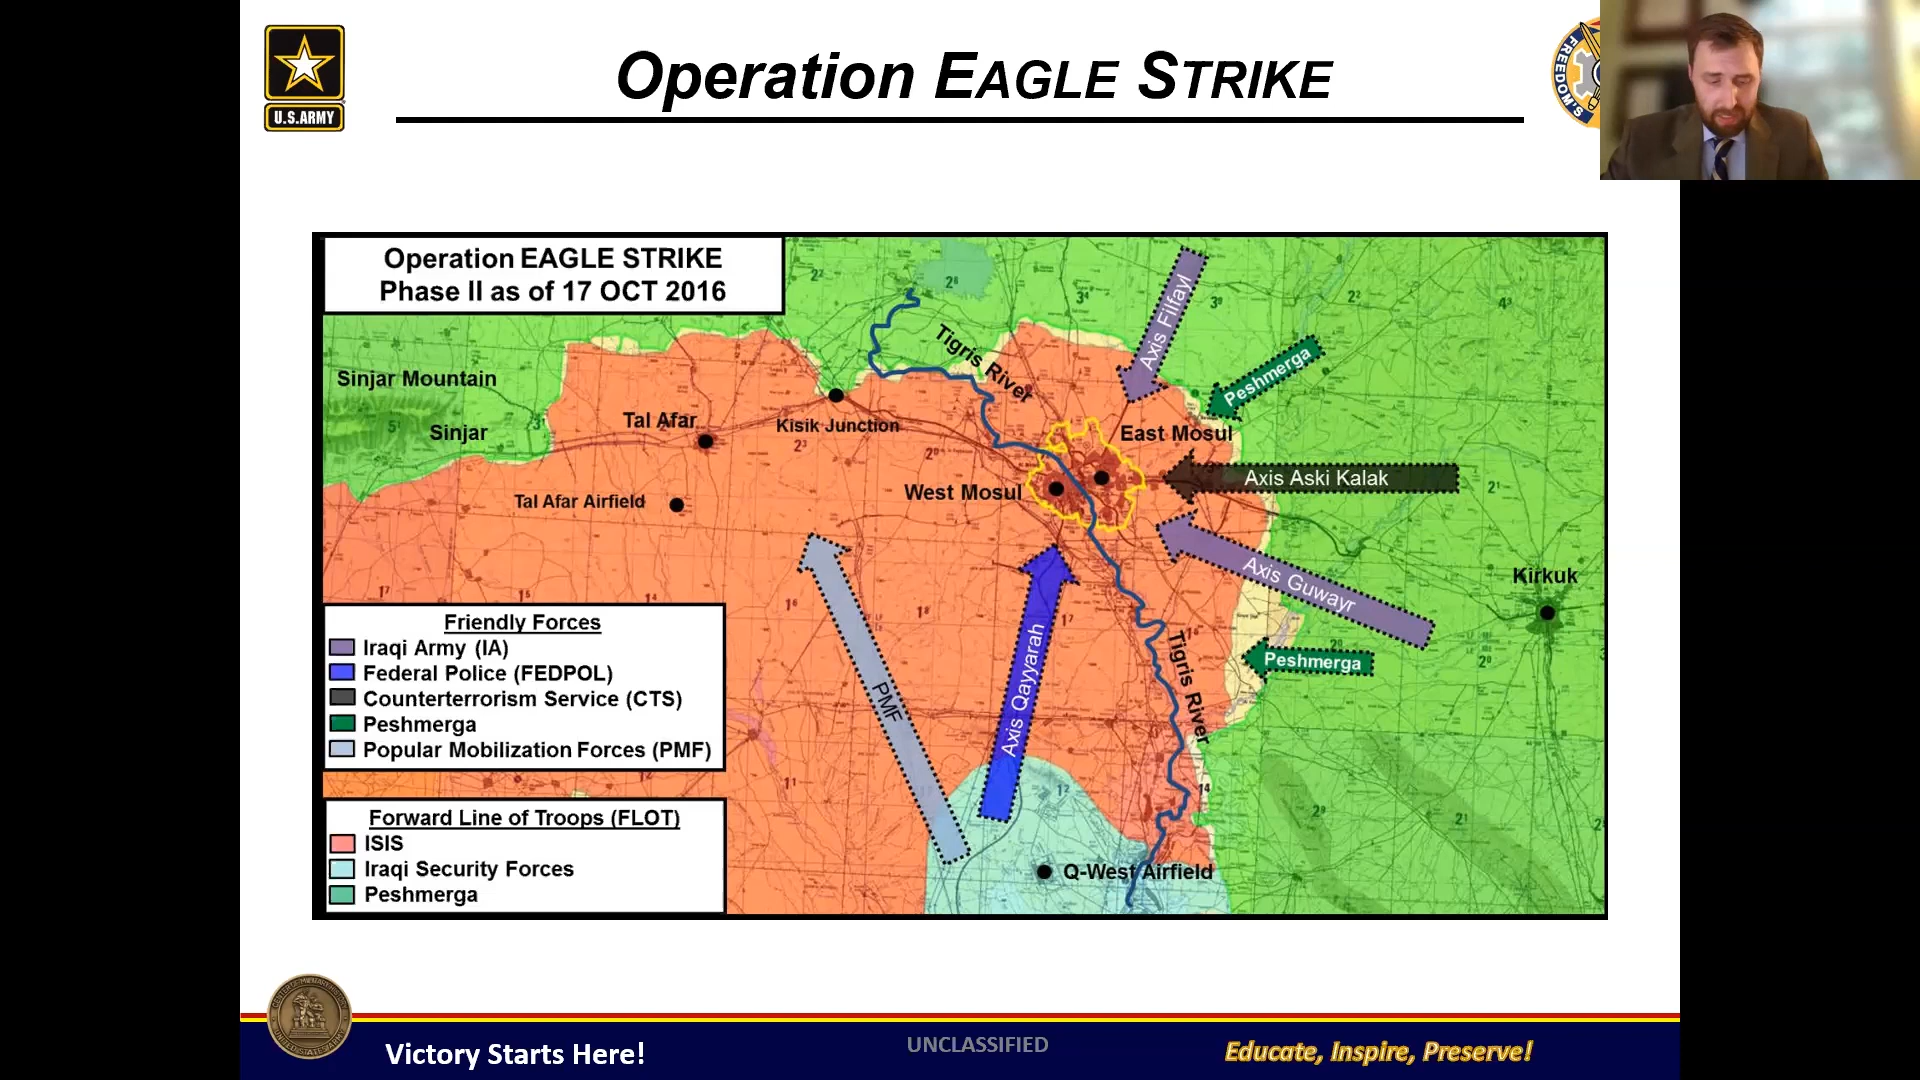 Operation EAGLE STRIKE
U.S.ARMY
FREEDOM'S
Operation EAGLE STRIKE
Phase II as of 17 OCT 2016
Axis Filfayl
Tigris River
Peshmerga
Sinjar Mountain
Sinjar
Tal Afar
Kisik Junction
East Mosul
Axis Aski Kalak
West Mosul
Tal Afar Airfield
Axis Guwayr
Kirkuk
Peshmerga
Tigris River
PMF
Axis Qayyarah
Q-West Airfield
Friendly Forces
Iraqi Army (IA)
Federal Police (FEDPOL)
Counterterrorism Service (CTS)
Peshmerga
Popular Mobilization Forces (PMF)
Forward Line of Troops (FLOT)
ISIS
Iraqi Security Forces
Peshmerga
Victory Starts Here!
UNCLASSIFIED
Educate, Inspire, Preserve!